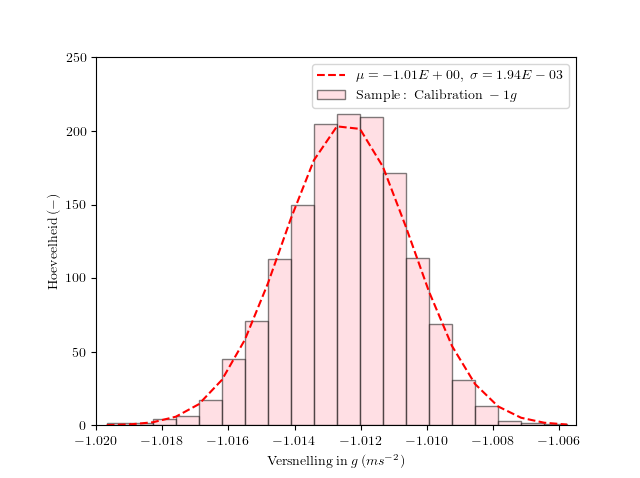 μ = −1.01E + 00, σ = 1.94E − 03
Sample : Calibration − 1g
Hoeveelheid (−)
250
200
150
100
50
0
−1.020 −1.018 −1.016 −1.014 −1.012 −1.010 −1.008 −1.006
Versnelling in g (ms⁻²)